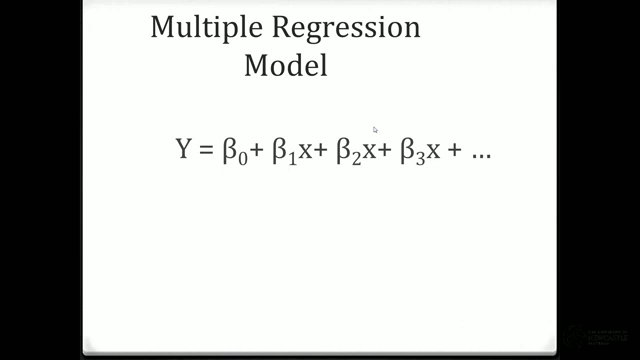 Multiple Regression
Model
Y = β₀+ β₁x+ β₂x+ β₃x + ...